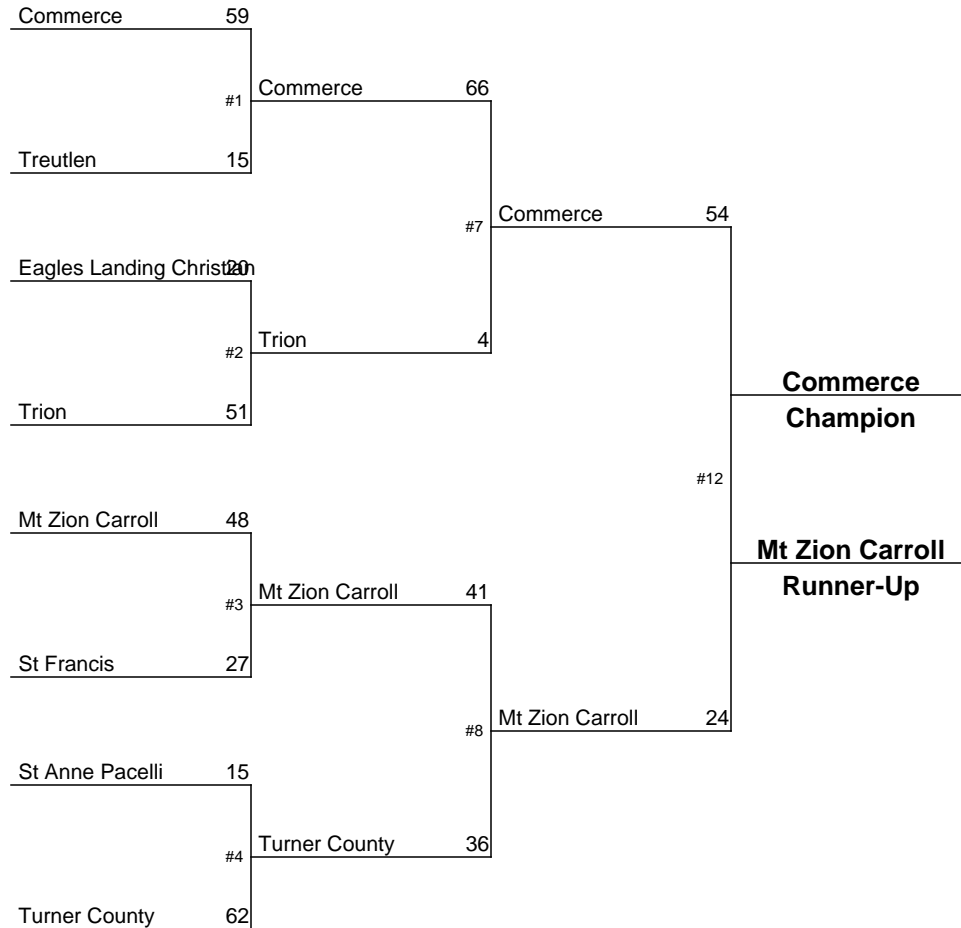 Commerce 59
#1 Commerce 66
Treutlen 15
#7 Commerce 54
Eagles Landing Christian 20
#2 Trion 4
Trion 51
Commerce
Champion
#12
Mt Zion Carroll 48
#3 Mt Zion Carroll 41
St Francis 27
Mt Zion Carroll
Runner-Up
#8 Mt Zion Carroll 24
St Anne Pacelli 15
#4 Turner County 36
Turner County 62